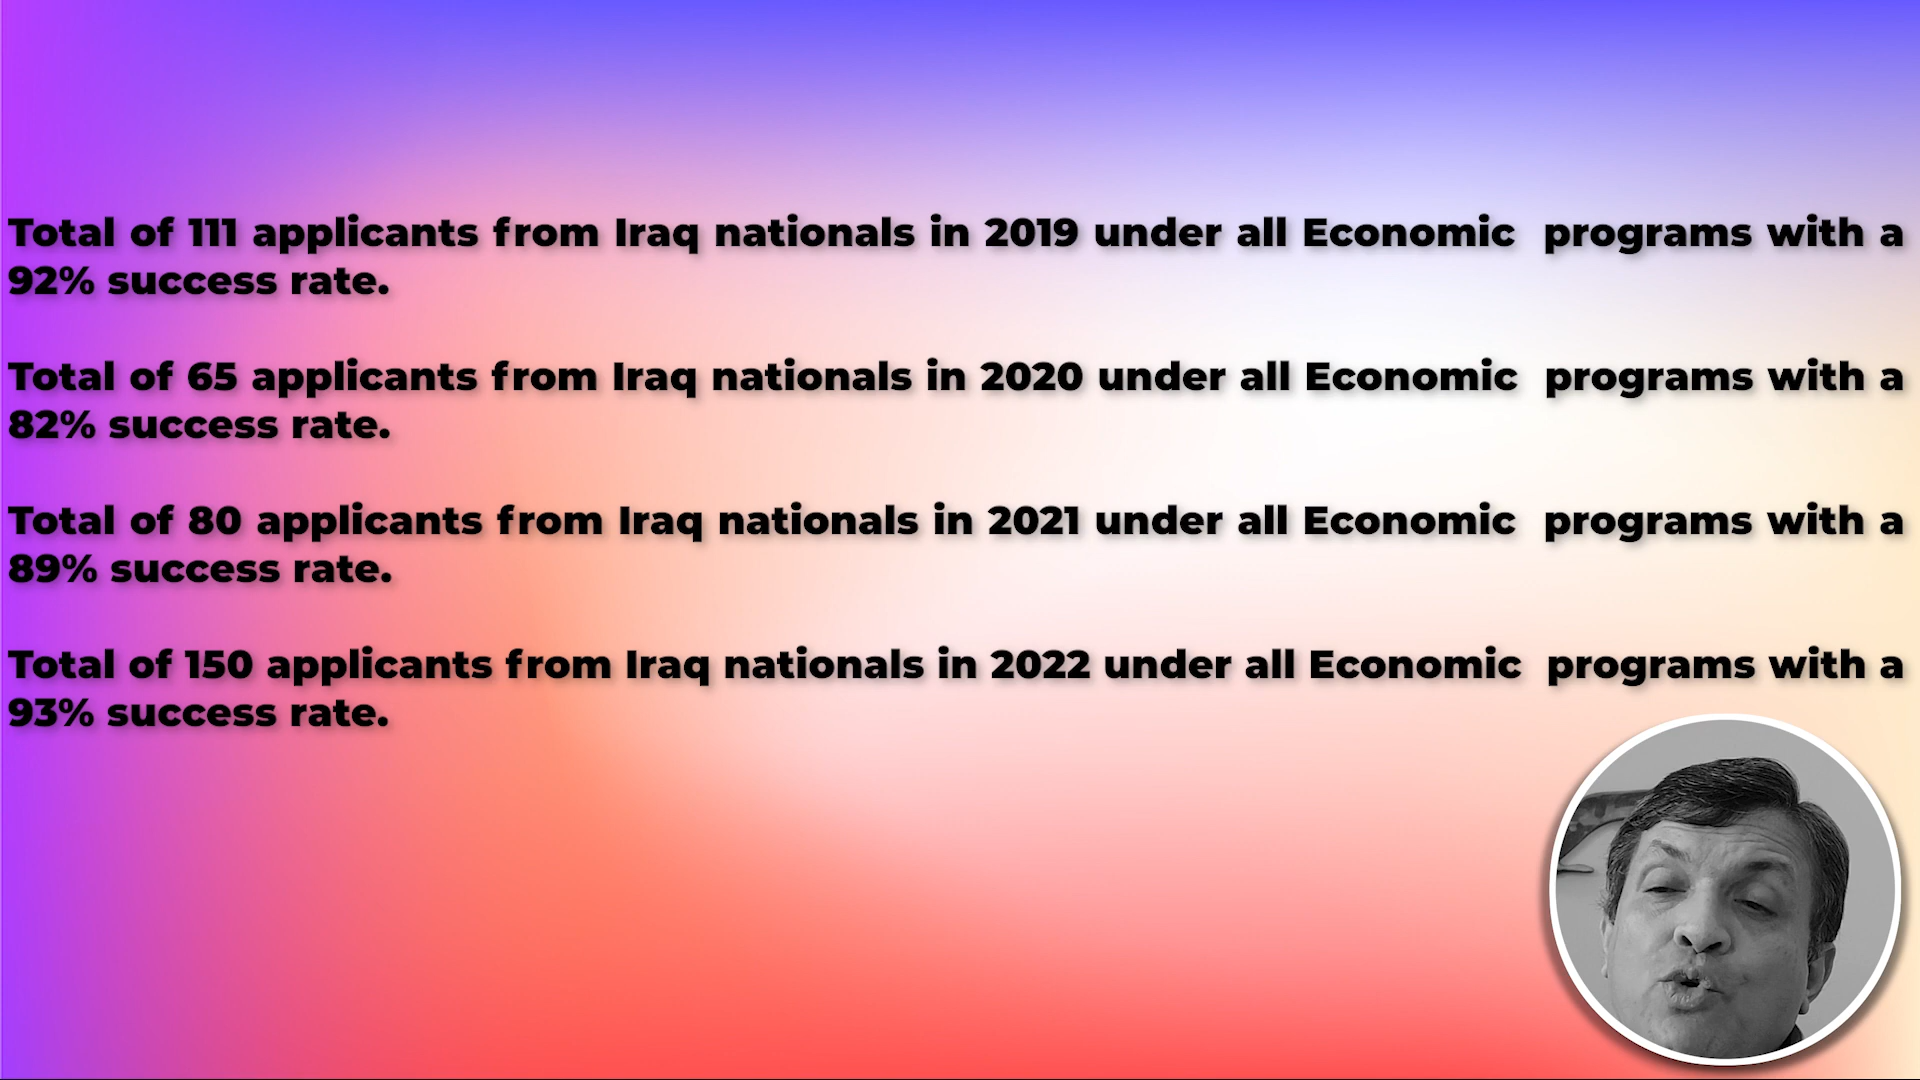 Total of 111 applicants from Iraq nationals in 2019 under all Economic  programs with a
92% success rate.
Total of 65 applicants from Iraq nationals in 2020 under all Economic  programs with a
82% success rate.
Total of 80 applicants from Iraq nationals in 2021 under all Economic  programs with a
89% success rate.
Total of 150 applicants from Iraq nationals in 2022 under all Economic  programs with a
93% success rate.